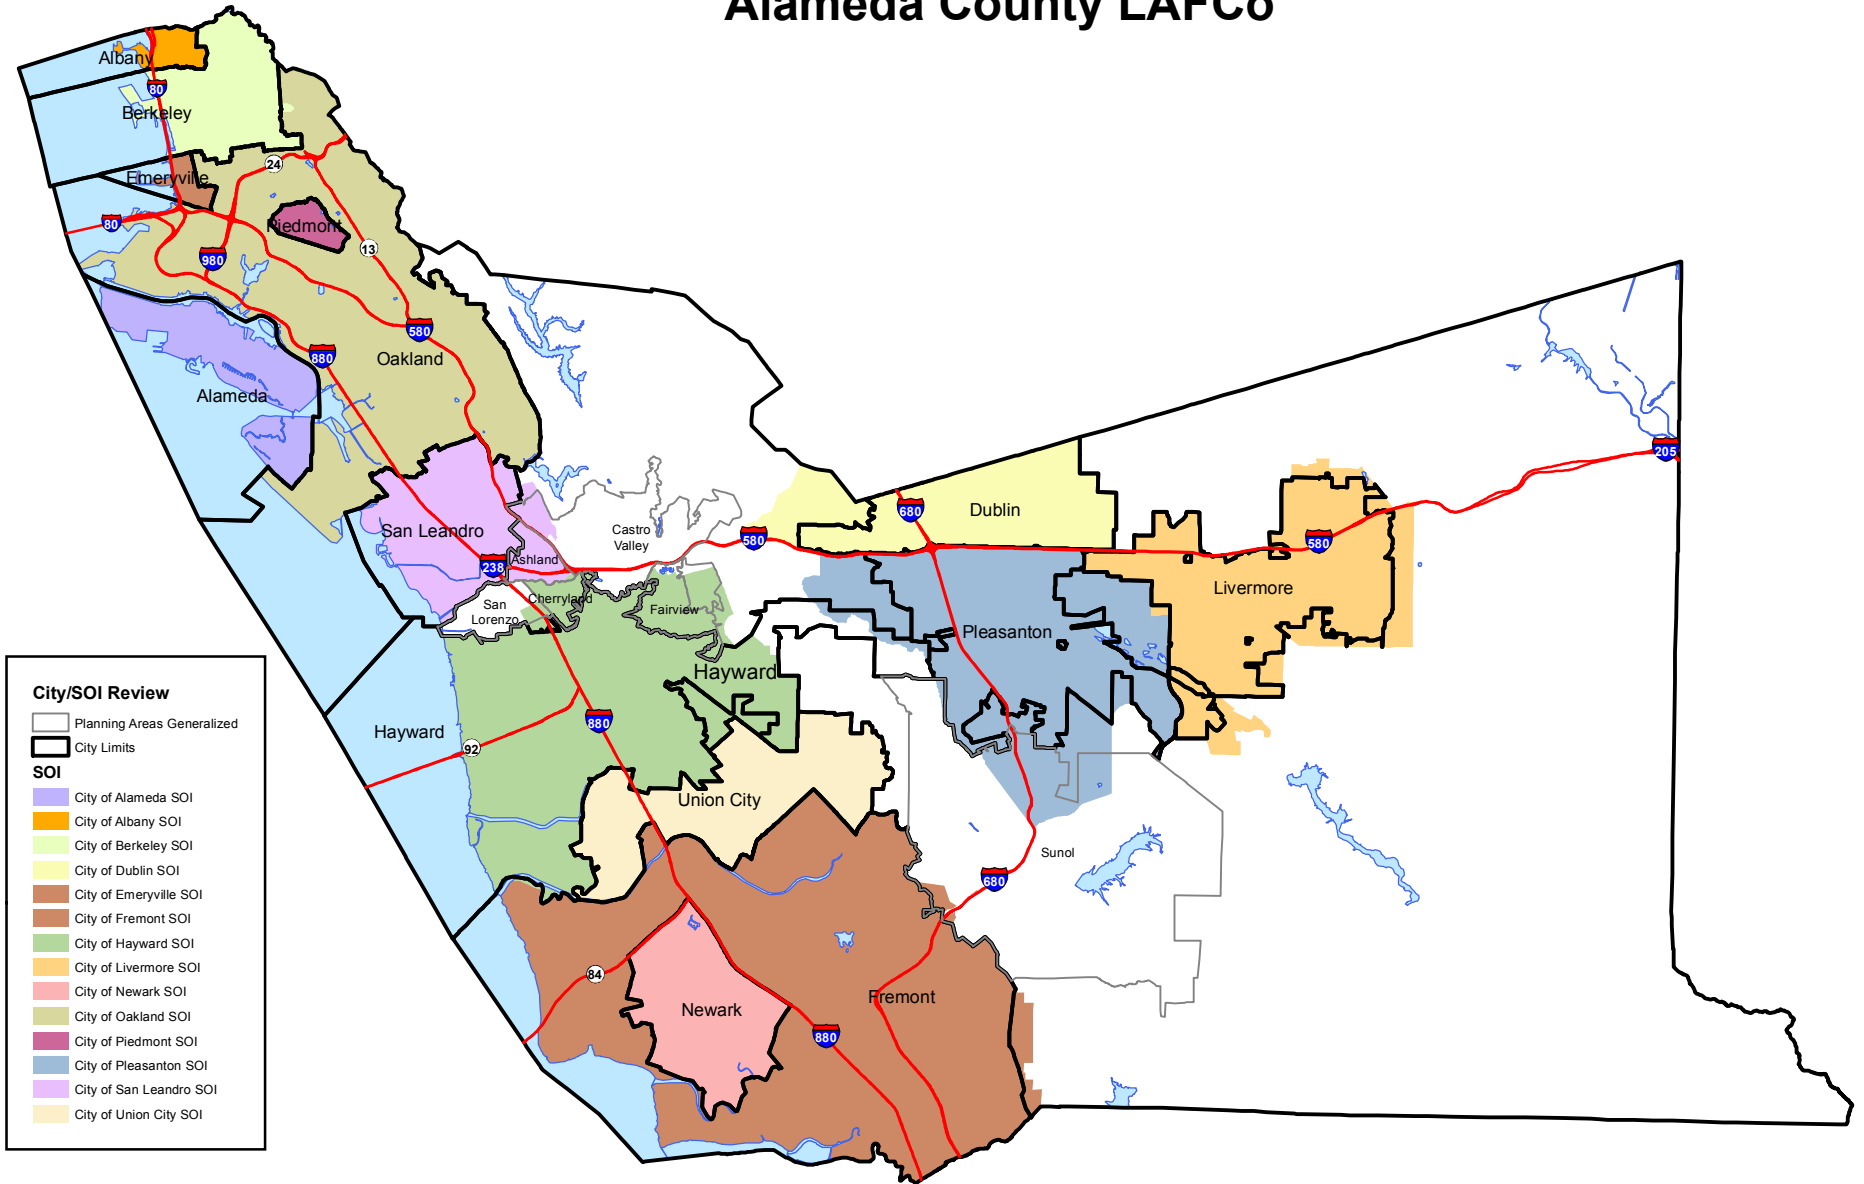 Alameda County LAFCo
Albany
80
Berkeley
24
Emeryville
80
Piedmont
13
980
580
880
Oakland
Alameda
205
680
Dublin
San Leandro
Castro
Valley
580
580
Ashland
238
Livermore
Cherryland
San
Lorenzo
Fairview
Pleasanton
Hayward
880
Hayward
92
Union City
Sunol
680
84
Fremont
Newark
880
City/SOI Review
Planning Areas Generalized
City Limits
SOI
City of Alameda SOI
City of Albany SOI
City of Berkeley SOI
City of Dublin SOI
City of Emeryville SOI
City of Fremont SOI
City of Hayward SOI
City of Livermore SOI
City of Newark SOI
City of Oakland SOI
City of Piedmont SOI
City of Pleasanton SOI
City of San Leandro SOI
City of Union City SOI